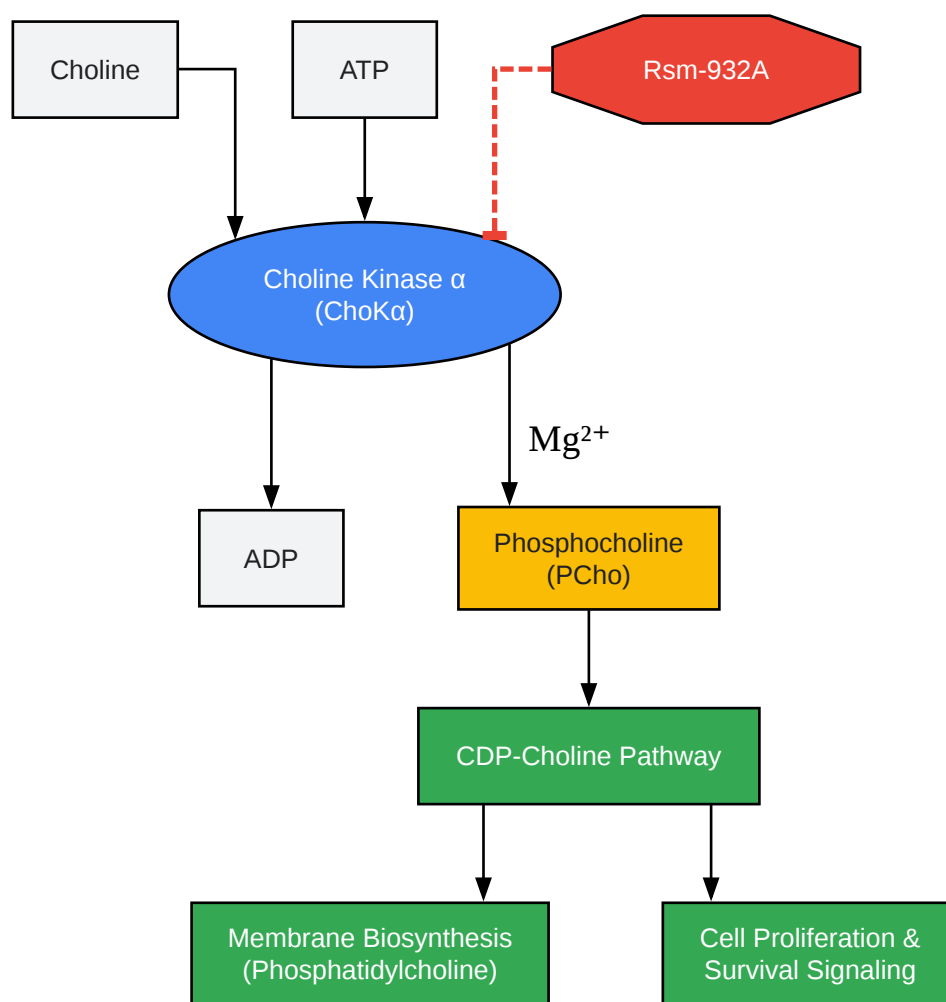 Choline
ATP
Rsm-932A
Choline Kinase α
(ChoKα)
Mg²⁺
ADP
Phosphocholine
(PCho)
CDP-Choline Pathway
Membrane Biosynthesis
(Phosphatidylcholine)
Cell Proliferation &
Survival Signaling